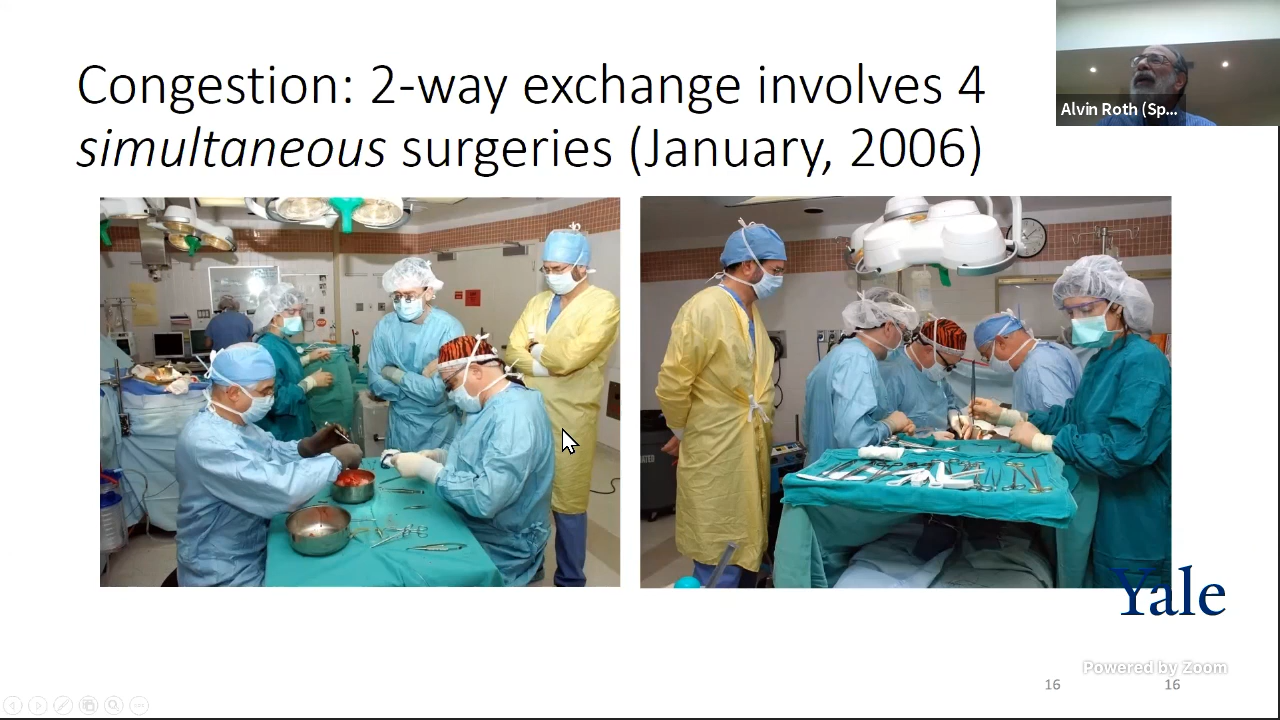 Congestion: 2-way exchange involves 4
simultaneous surgeries (January, 2006)
Alvin Roth (Sp...
Yale
Powered by Zoom
16
16